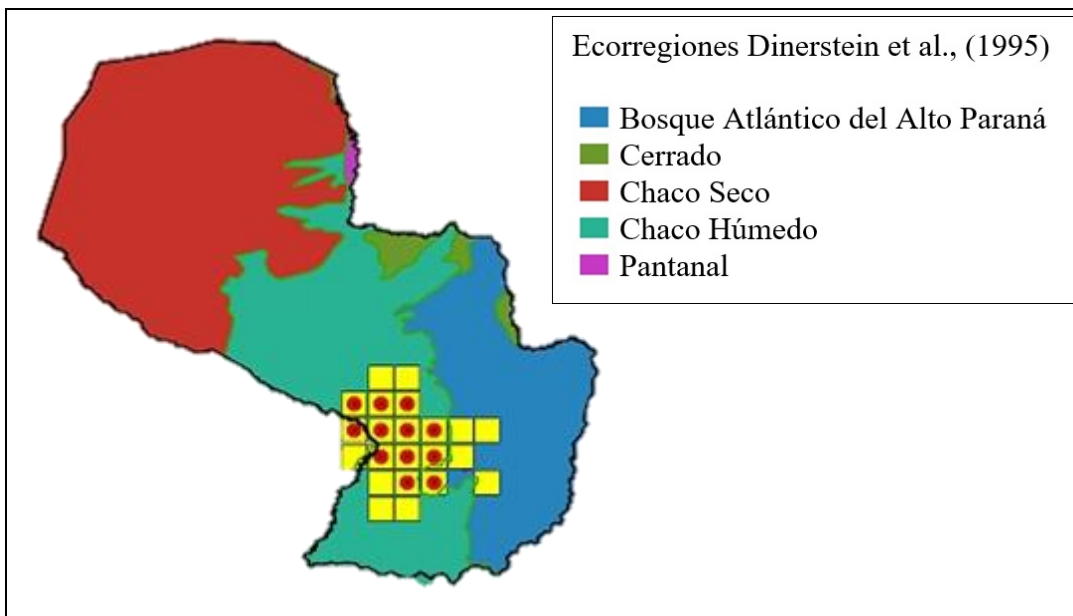 Ecorregiones Dinerstein et al., (1995)
Bosque Atlántico del Alto Paraná
Cerrado
Chaco Seco
Chaco Húmedo
Pantanal